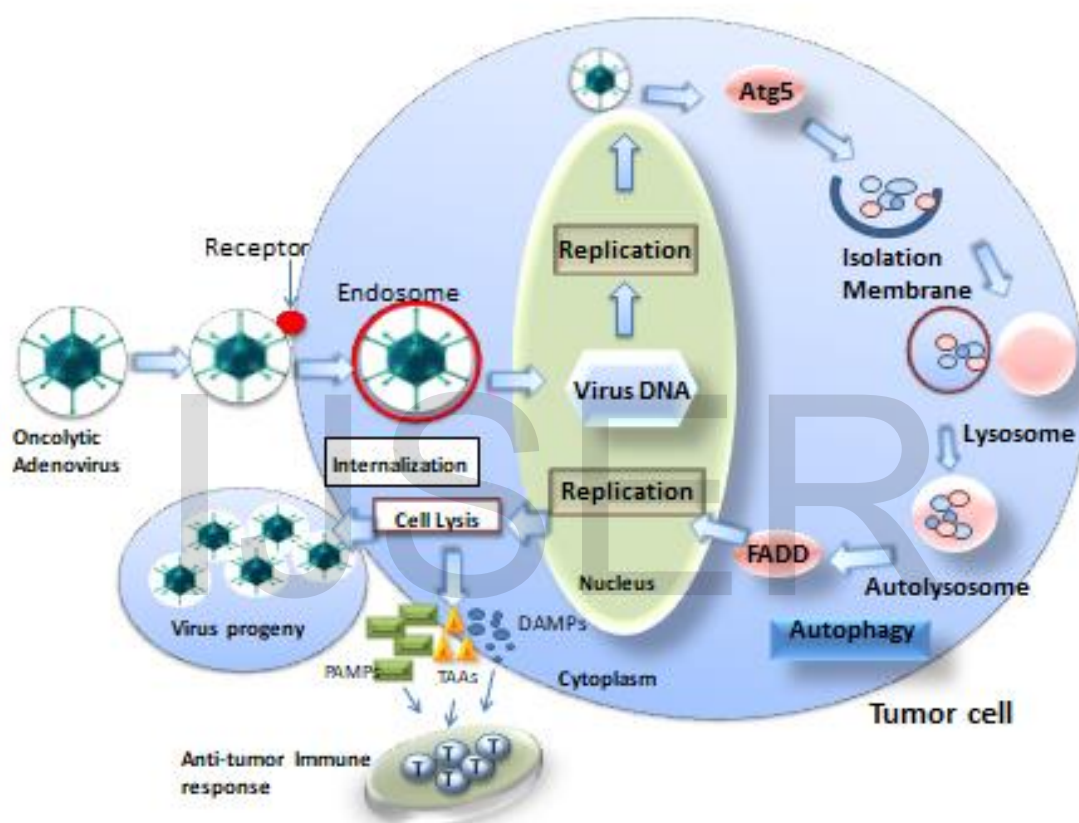 Atg5
Replication
Receptor
Isolation
Membrane
Endosome
Virus DNA
Oncolytic
Adenovirus
Lysosome
Internalization
Replication
Cell Lysis
FADD
Nucleus
Autolysosome
Virus progeny
DAMPs
Autophagy
PAMPs
TAAs
Cytoplasm
Tumor cell
Anti-tumor Immune
response
T
T
T
T
T
T
IJSER